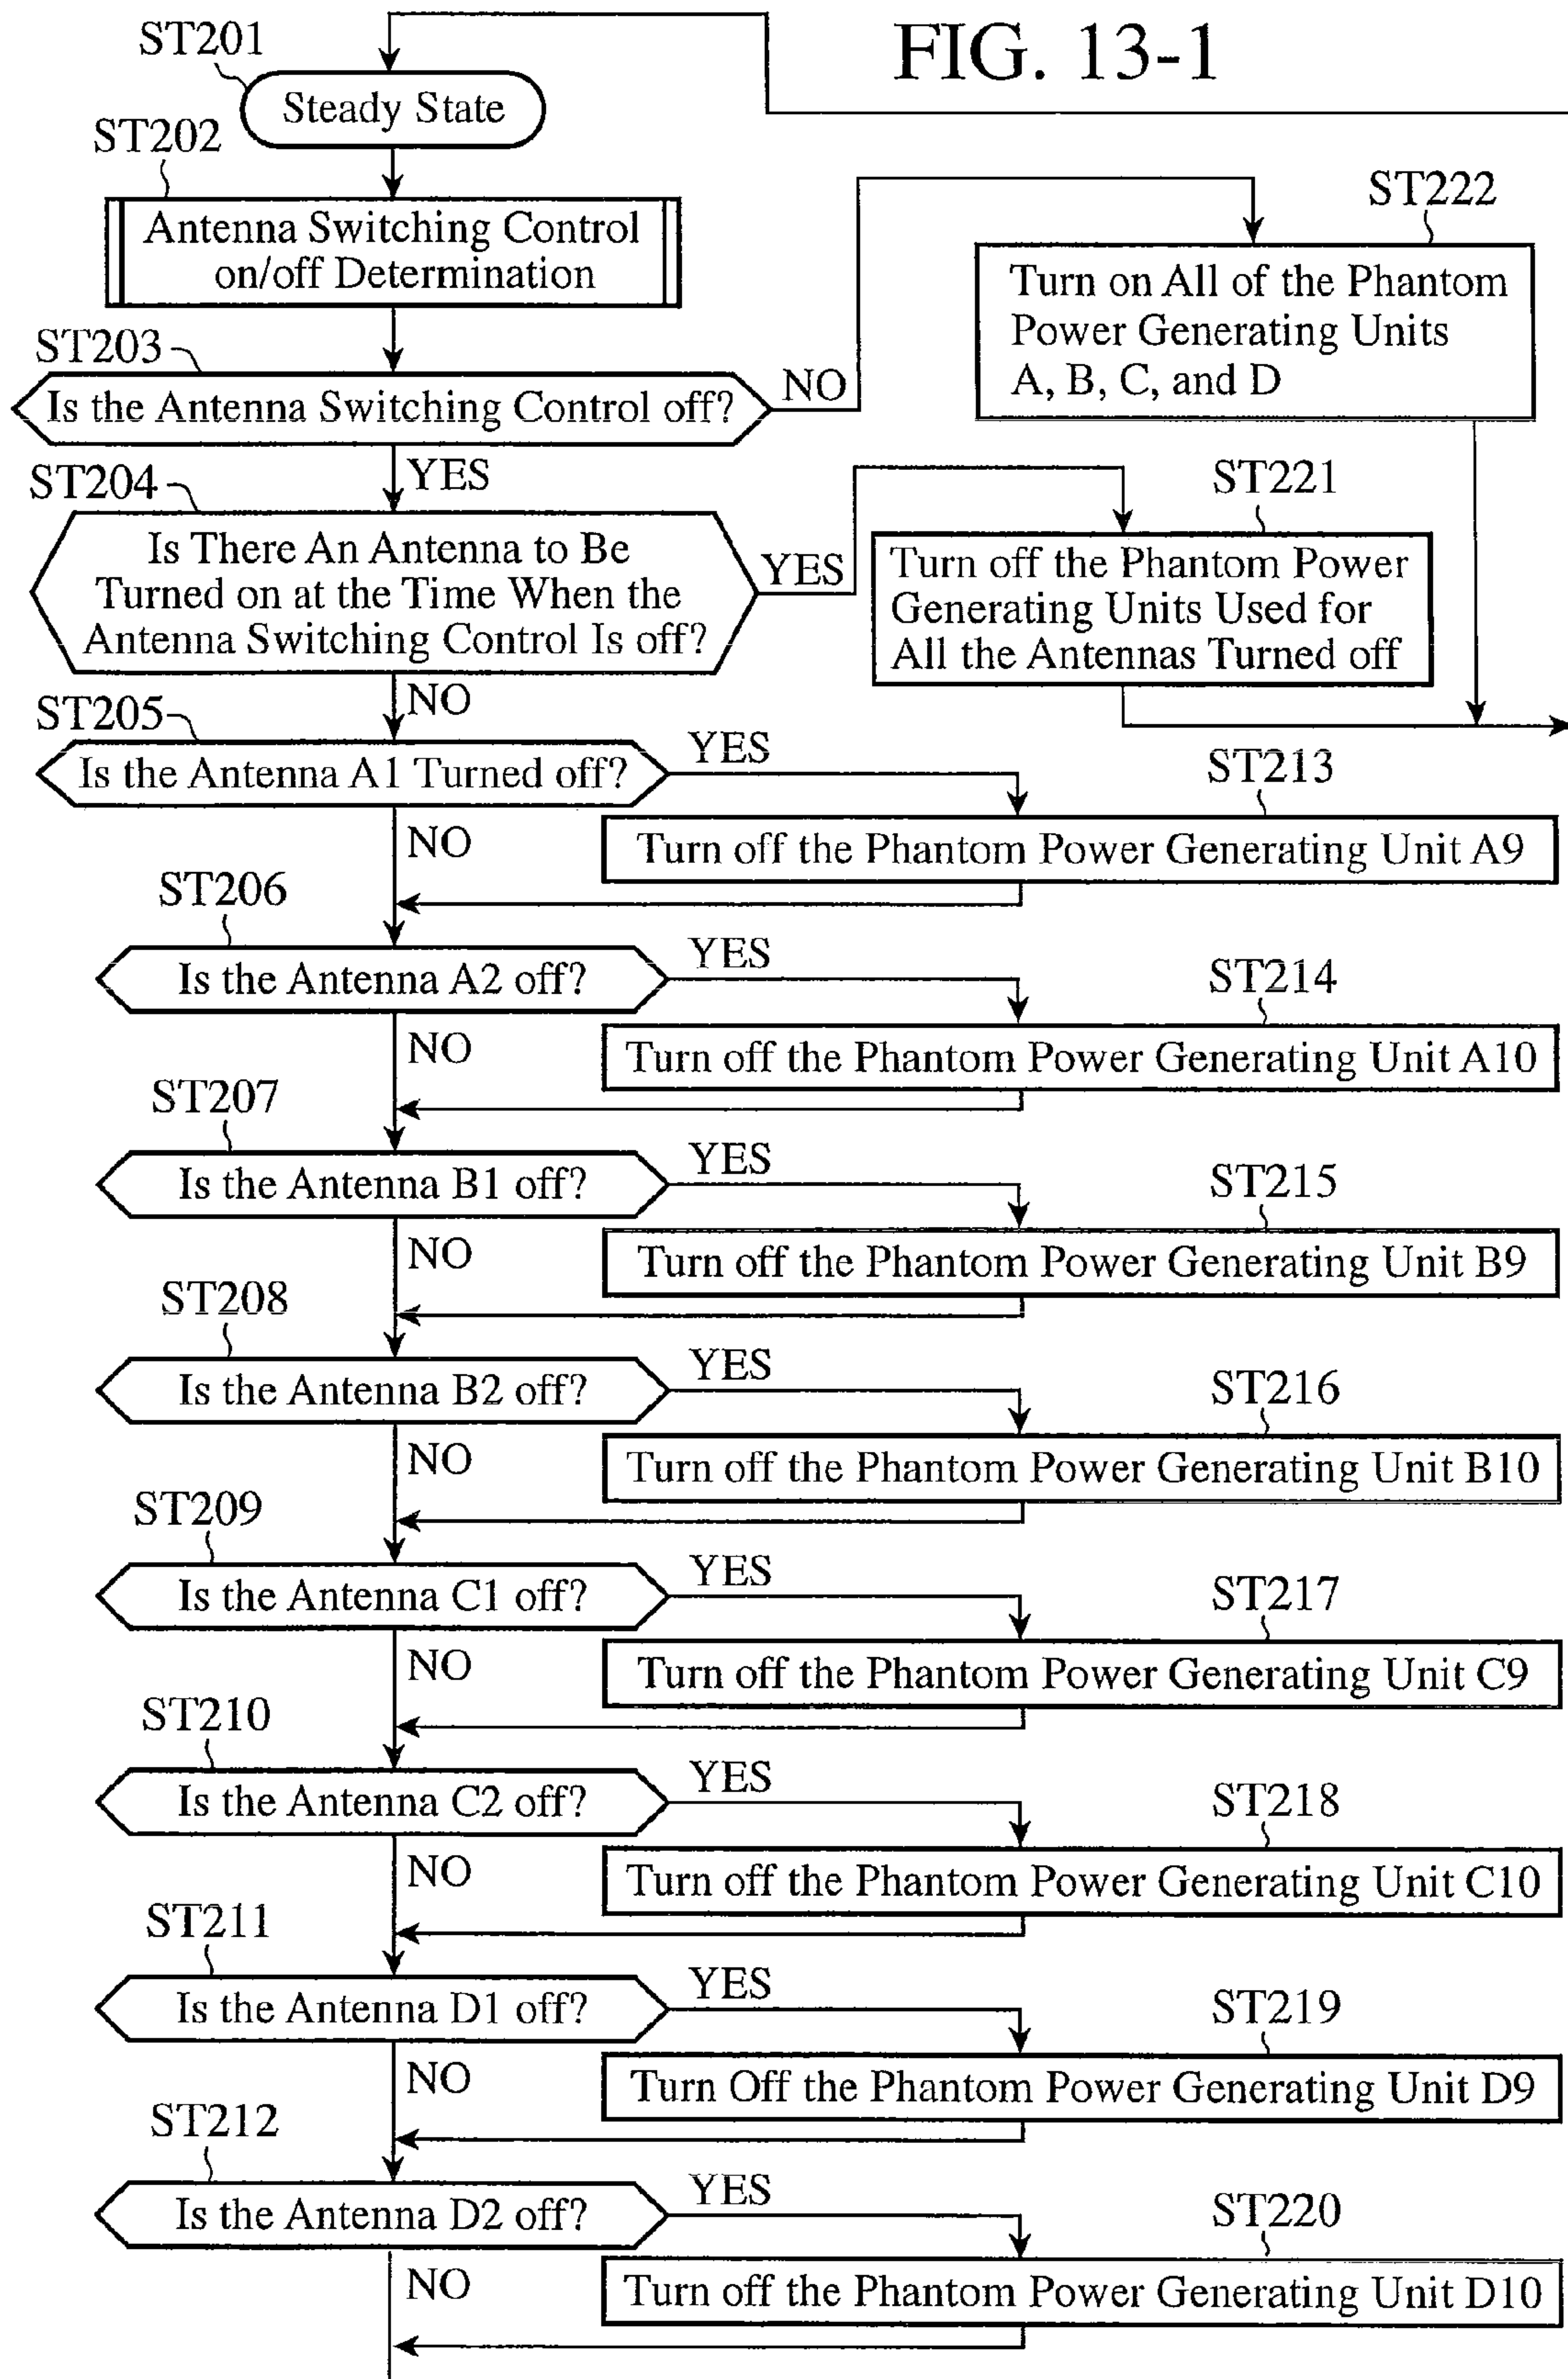 FIG. 13-1
ST201
Steady State
ST202
Antenna Switching Control
on/off Determination
ST203
Is the Antenna Switching Control off?
NO
YES
ST222
Turn on All of the Phantom
Power Generating Units
A, B, C, and D
ST204
Is There An Antenna to Be
Turned on at the Time When the
Antenna Switching Control Is off?
YES
NO
ST221
Turn off the Phantom Power
Generating Units Used for
All the Antennas Turned off
ST205
Is the Antenna A1 Turned off?
YES
NO
ST213
Turn off the Phantom Power Generating Unit A9
ST206
Is the Antenna A2 off?
YES
NO
ST214
Turn off the Phantom Power Generating Unit A10
ST207
Is the Antenna B1 off?
YES
NO
ST215
Turn off the Phantom Power Generating Unit B9
ST208
Is the Antenna B2 off?
YES
NO
ST216
Turn off the Phantom Power Generating Unit B10
ST209
Is the Antenna C1 off?
YES
NO
ST217
Turn off the Phantom Power Generating Unit C9
ST210
Is the Antenna C2 off?
YES
NO
ST218
Turn off the Phantom Power Generating Unit C10
ST211
Is the Antenna D1 off?
YES
NO
ST219
Turn Off the Phantom Power Generating Unit D9
ST212
Is the Antenna D2 off?
YES
NO
ST220
Turn off the Phantom Power Generating Unit D10